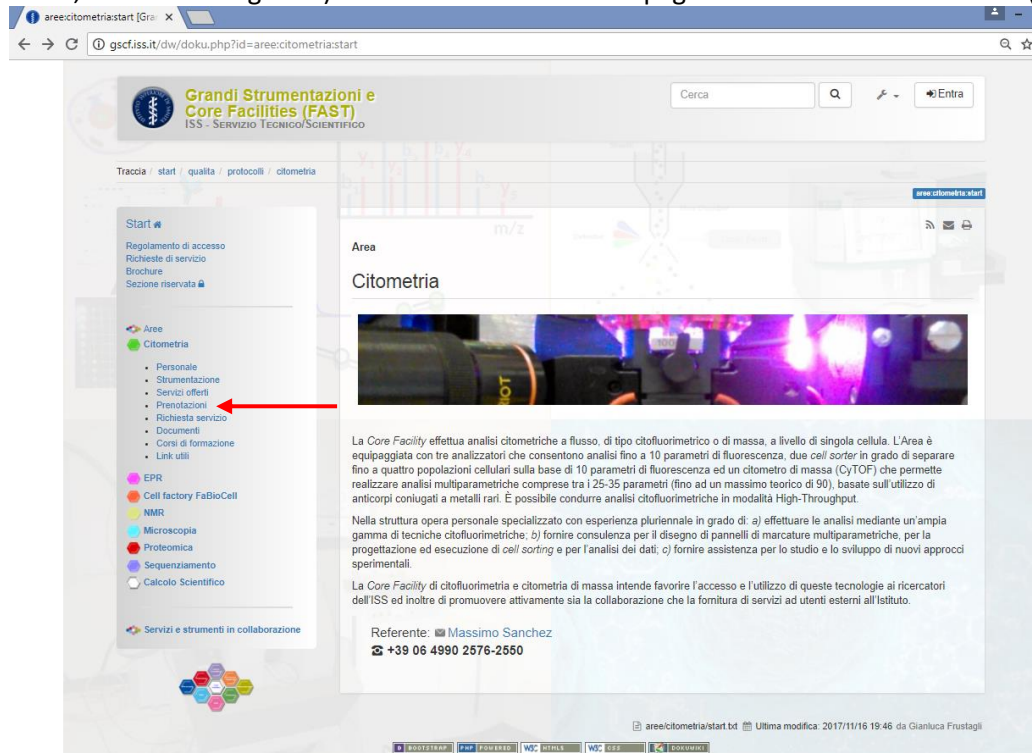 aree:citometria:start [Gra
gscf.iss.it/dw/doku.php?id=aree:citometria:start
Grandi Strumentazioni e
Core Facilities (FAST)
ISS - Servizio Tecnico/Scientifico
Cerca
Entra
Traccia / start / qualita / protocolli / citometria
aree:citometria:start
Start
Regolamento di accesso
Richieste di servizio
Brochure
Sezione riservata
Aree
Citometria
• Personale
• Strumentazione
• Servizi offerti
• Prenotazioni
• Richiesta servizio
• Documenti
• Corsi di formazione
• Link utili
EPR
Cell factory FaBioCell
NMR
Microscopia
Proteomica
Sequenziamento
Calcolo Scientifico
Servizi e strumenti in collaborazione
m/z
Area
Citometria
100
RIOT
La Core Facility effettua analisi citometriche a flusso, di tipo citofluorimetrico o di massa, a livello di singola cellula. L'Area è
equipaggiata con tre analizzatori che consentono analisi fino a 10 parametri di fluorescenza, due cell sorter in grado di separare
fino a quattro popolazioni cellulari sulla base di 10 parametri di fluorescenza ed un citometro di massa (CyTOF) che permette
realizzare analisi multiparametriche comprese tra i 25-35 parametri (fino ad un massimo teorico di 90), basate sull'utilizzo di
anticorpi coniugati a metalli rari. È possibile condurre analisi citofluorimetriche in modalità High-Throughput.
Nella struttura opera personale specializzato con esperienza pluriennale in grado di: a) effettuare le analisi mediante un'ampia
gamma di tecniche citofluorimetriche; b) fornire consulenza per il disegno di pannelli di marcature multiparametriche, per la
progettazione ed esecuzione di cell sorting e per l'analisi dei dati; c) fornire assistenza per lo studio e lo sviluppo di nuovi approcci
sperimentali.
La Core Facility di citofluorimetria e citometria di massa intende favorire l'accesso e l'utilizzo di queste tecnologie ai ricercatori
dell'ISS ed inoltre di promuovere attivamente sia la collaborazione che la fornitura di servizi ad utenti esterni all'Istituto.
Referente: Massimo Sanchez
+39 06 4990 2576-2550
aree/citometria/start.txt Ultima modifica: 2017/11/16 19:46 da Gianluca Frustagli
BOOTSTRAP PHP POWERED W3C HTML5 W3C CSS DOKUWIKI